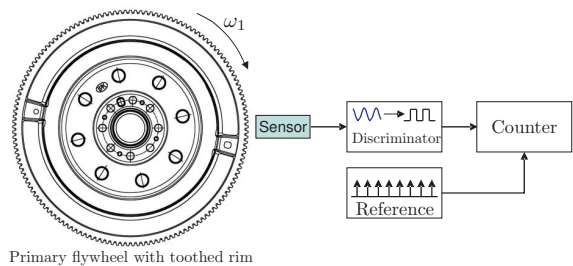 ω1
Sensor
Discriminator
Counter
Reference
Primary flywheel with toothed rim